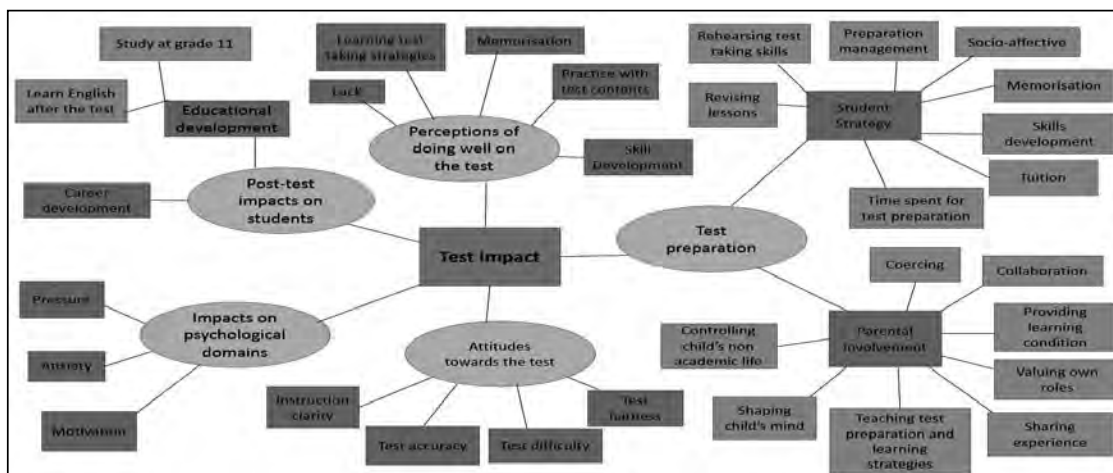 Study at grade 11
Learn English
after the test
Educational
development
Career
development
Post-test
impacts on
students
Learning test
taking strategies
Memorisation
Luck
Practise with
test contents
Perceptions of
doing well on
the test
Skill
Development
Rehearsing test
taking skills
Preparation
management
Socio-affective
Revising
lessons
Student
Strategy
Memorisation
Skills
development
Tuition
Time spent for
test preparation
Test
preparation
Test Impact
Pressure
Impacts on
psychological
domains
Anxiety
Motivation
Attitudes
towards the test
Instruction
clarity
Test accuracy
Test difficulty
Test
fairness
Coercing
Collaboration
Controlling
child's non
academic life
Parental
Involvement
Providing
learning
condition
Valuing own
roles
Shaping
child's mind
Teaching test
preparation and
learning
strategies
Sharing
experience